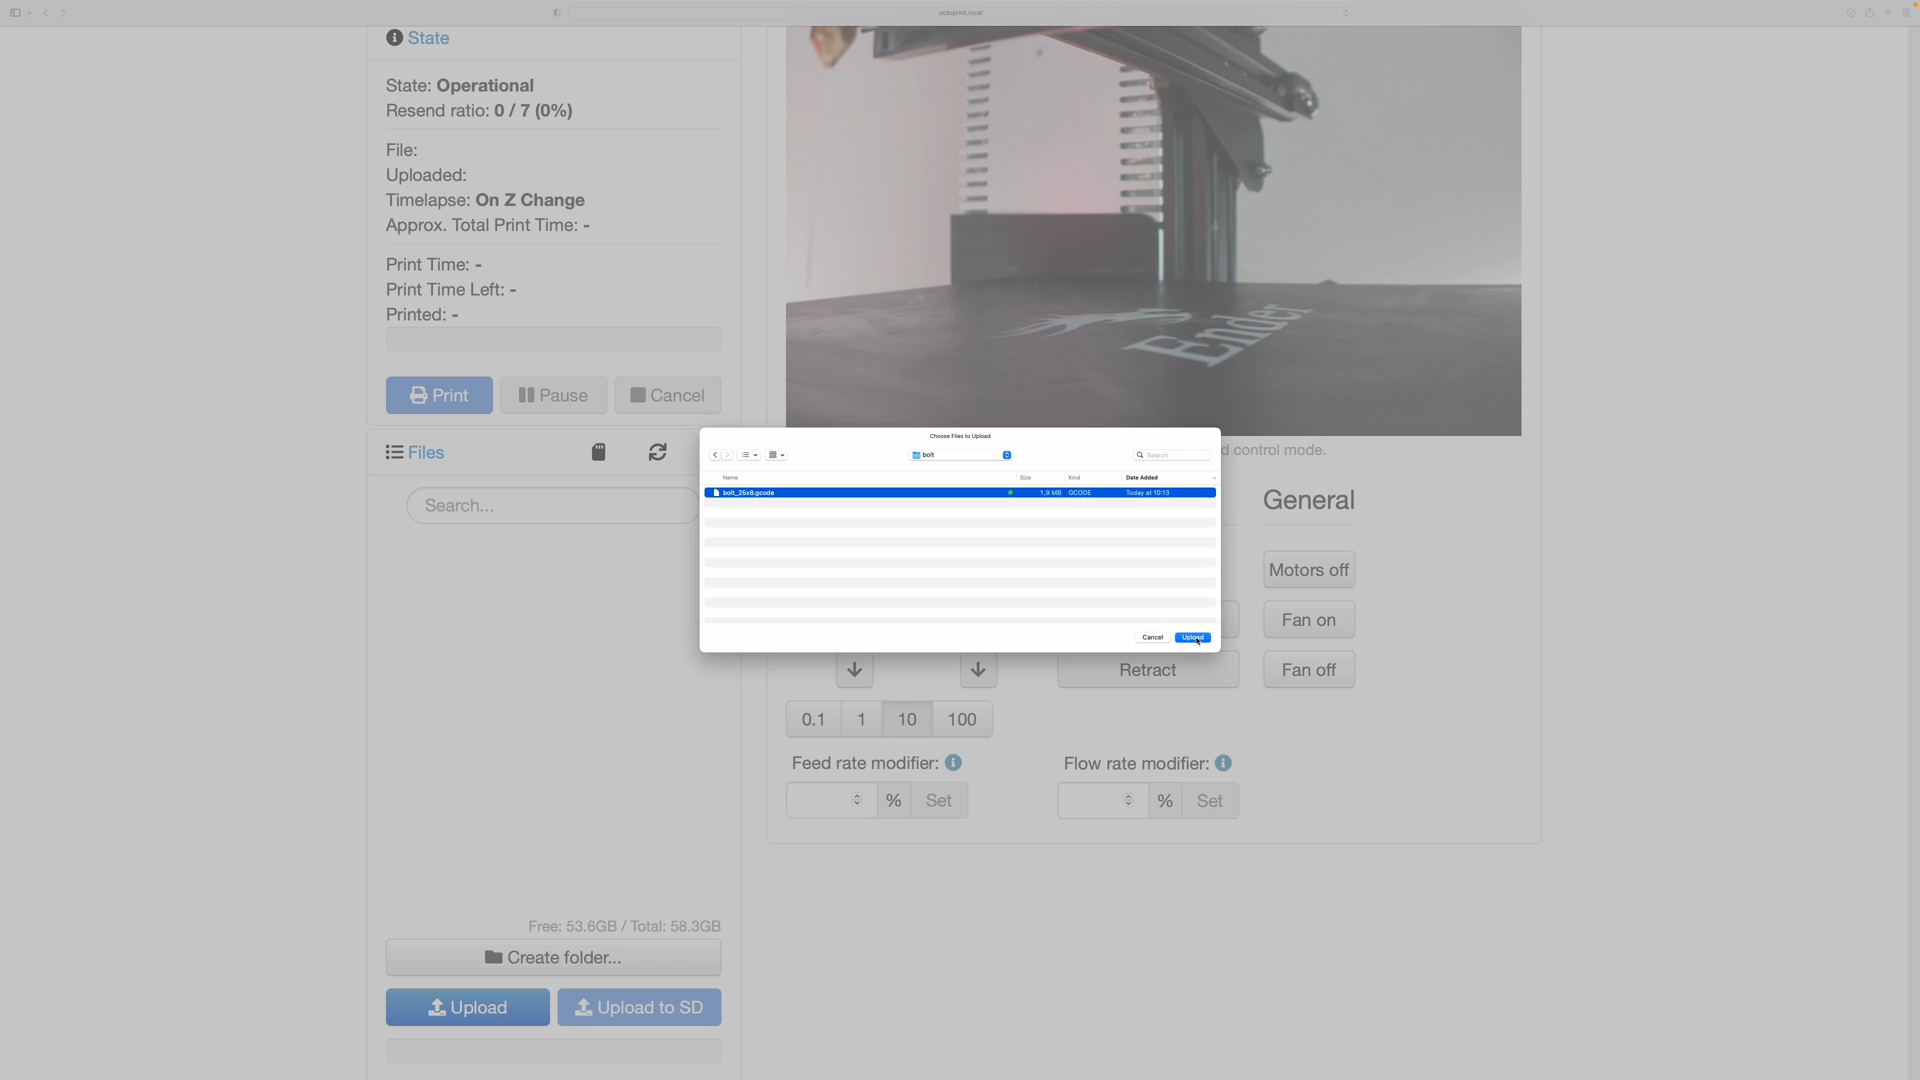 octoprint.local
State
State: Operational
Resend ratio: 0 / 7 (0%)
File:
Uploaded:
Timelapse: On Z Change
Approx. Total Print Time: -
Print Time: -
Print Time Left: -
Printed: -
Print
Pause
Cancel
Files
Search...
Free: 53.6GB / Total: 58.3GB
Create folder...
Upload
Upload to SD
Ender
d control mode.
Choose Files to Upload
bolt
Search
Name Size Kind Date Added
bolt_25x8.gcode 1,9 MB GCODE Today at 10:13
Cancel Upload
General
Motors off
Fan on
Retract
Fan off
0.1 1 10 100
Feed rate modifier:
% Set
Flow rate modifier:
% Set